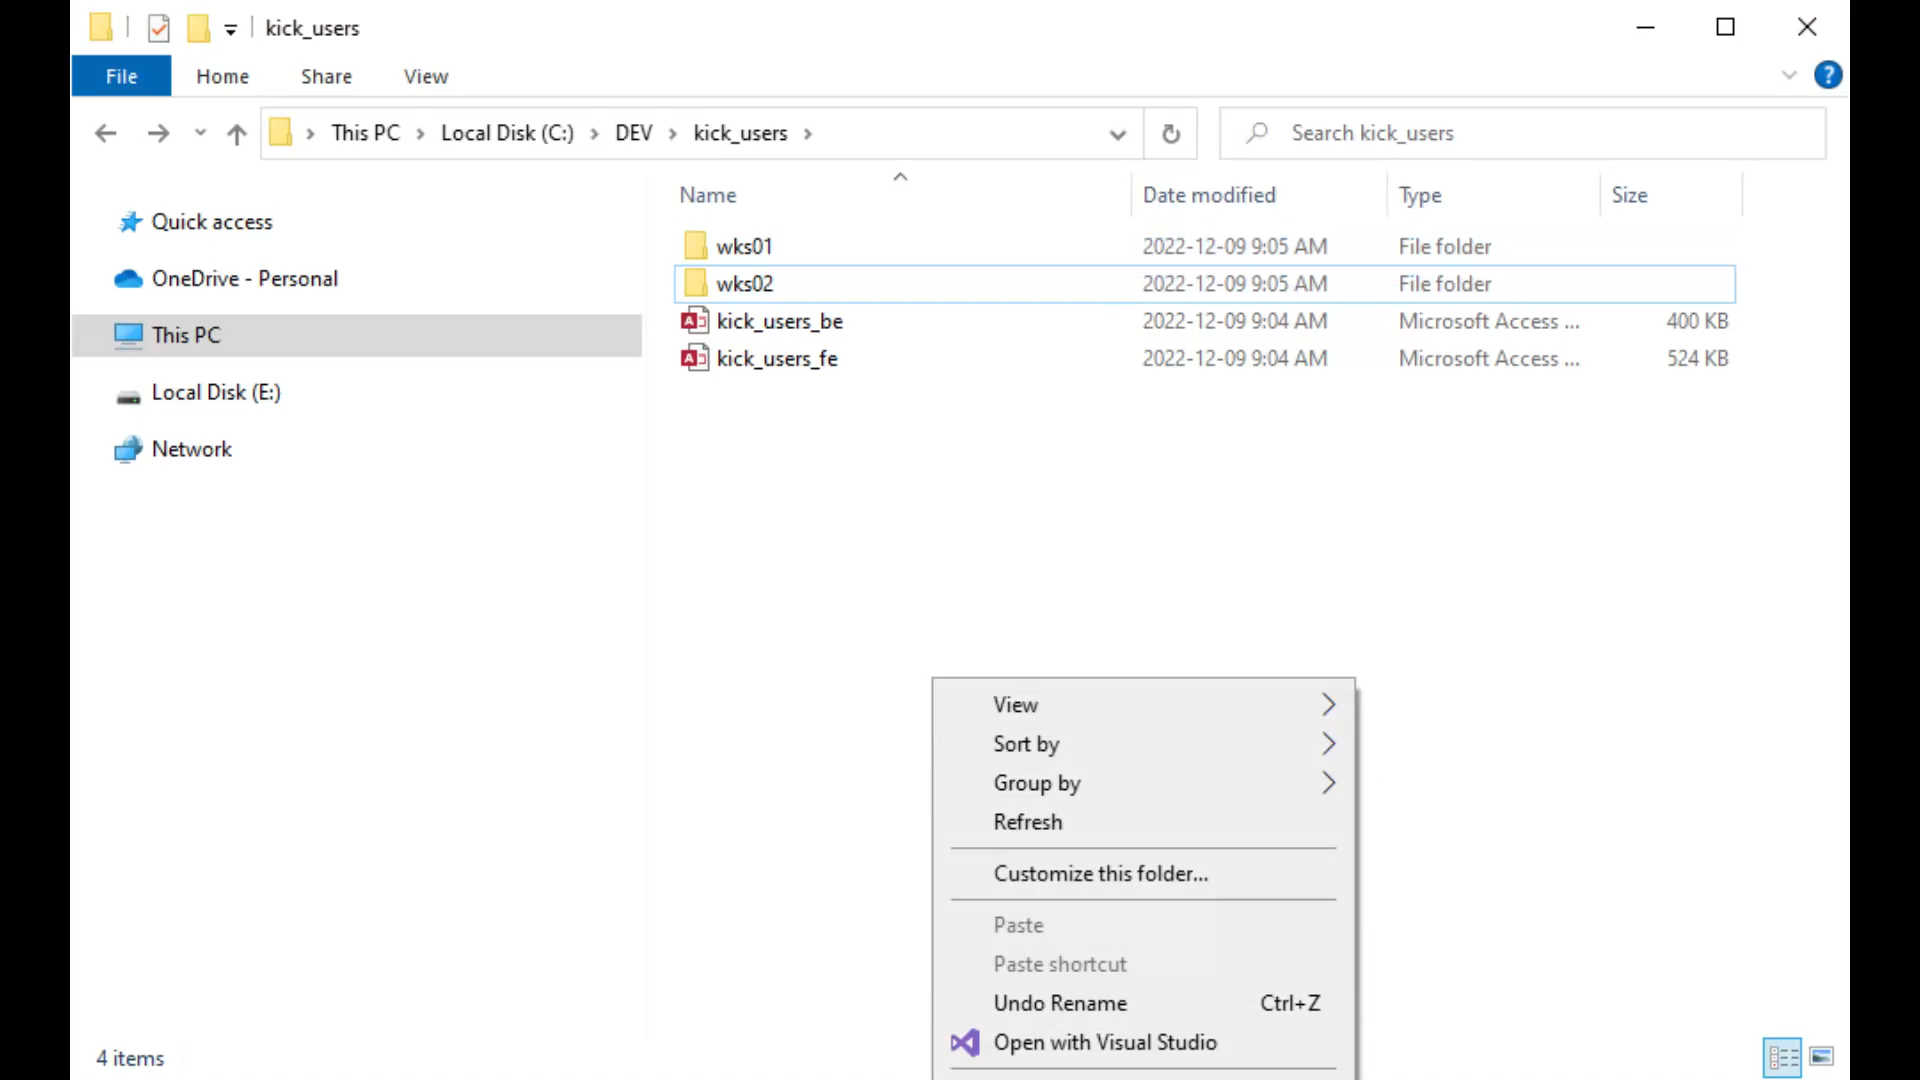 kick_users
File Home Share View
This PC Local Disk (C:) DEV kick_users
Search kick_users
Quick access
OneDrive - Personal
This PC
Local Disk (E:)
Network
Name Date modified Type Size
wks01 2022-12-09 9:05 AM File folder
wks02 2022-12-09 9:05 AM File folder
kick_users_be 2022-12-09 9:04 AM Microsoft Access ... 400 KB
kick_users_fe 2022-12-09 9:04 AM Microsoft Access ... 524 KB
View
Sort by
Group by
Refresh
Customize this folder...
Paste
Paste shortcut
Undo Rename Ctrl+Z
Open with Visual Studio
4 items